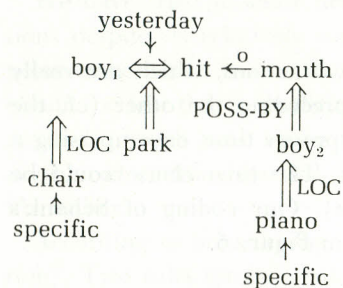 yesterday
boy₁ hit o mouth
POSS-BY
LOC park boy₂
chair LOC
specific piano
specific